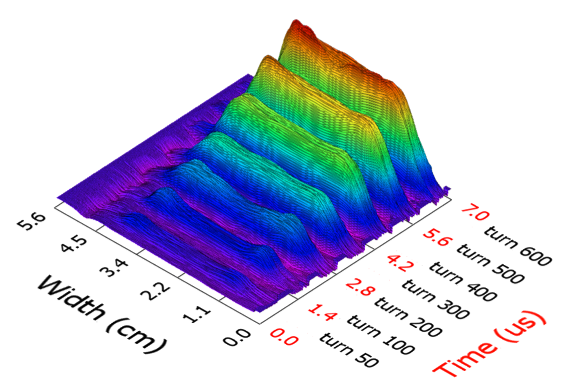 5.6
4.5
3.4
2.2
1.1
0.0
Width (cm)
0.0
1.4
2.8
4.2
5.6
7.0
turn 50
turn 100
turn 200
turn 300
turn 400
turn 500
turn 600
Time (us)